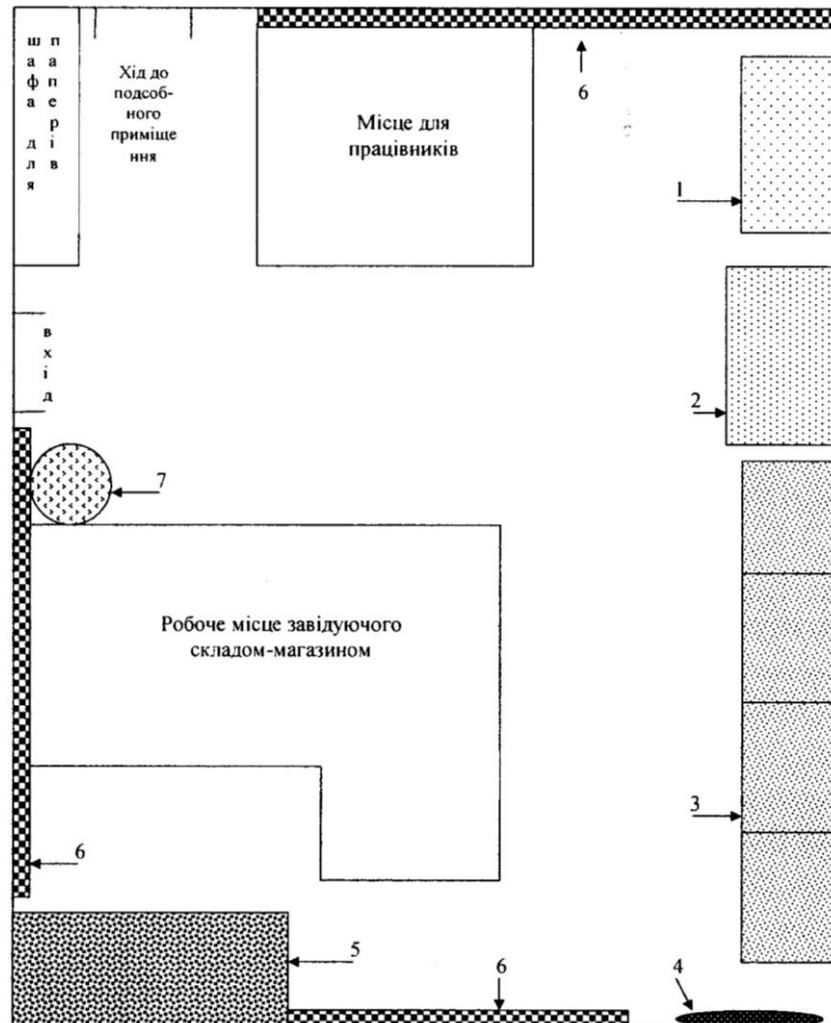 шафа для
паперів
Хід до
подсоб-
ного
приміще
ння
Місце для
працівників
6
1
вхід
2
7
Робоче місце завідуючого
складом-магазином
3
6
5
6
4